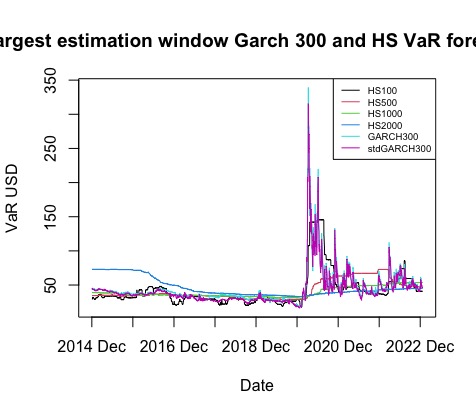 argest estimation window Garch 300 and HS VaR fore
350
250
150
50
VaR USD
HS100
HS500
HS1000
HS2000
GARCH300
stdGARCH300
2014 Dec 2016 Dec 2018 Dec 2020 Dec 2022 Dec
Date